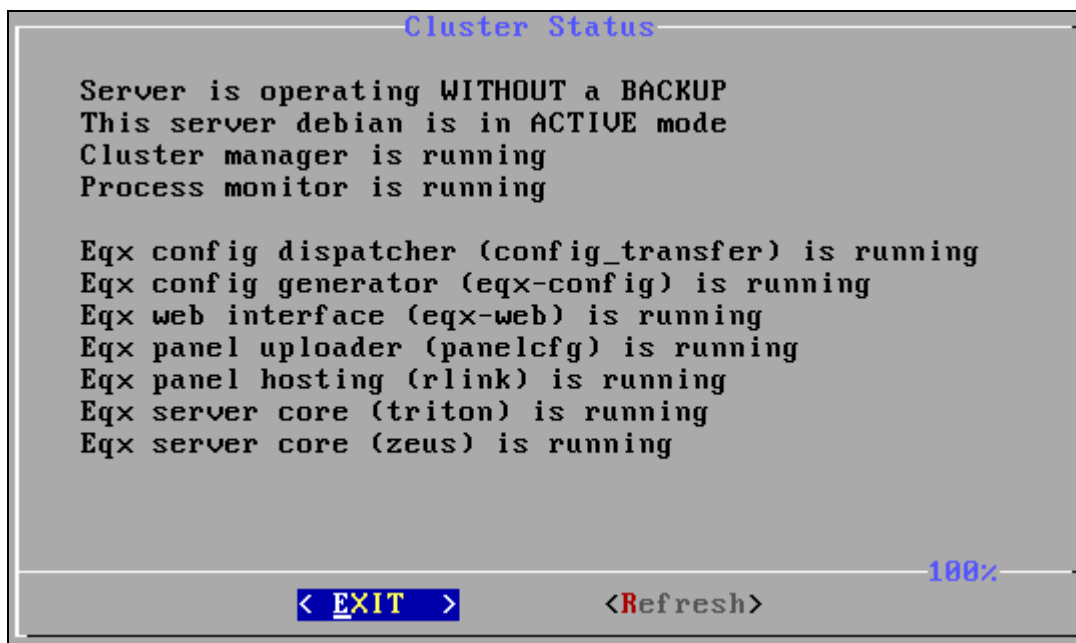 Cluster Status
Server is operating WITHOUT a BACKUP
This server debian is in ACTIVE mode
Cluster manager is running
Process monitor is running
Eqx config dispatcher (config_transfer) is running
Eqx config generator (eqx-config) is running
Eqx web interface (eqx-web) is running
Eqx panel uploader (panelcfg) is running
Eqx panel hosting (rlink) is running
Eqx server core (triton) is running
Eqx server core (zeus) is running
100%
< EXIT > <Refresh>